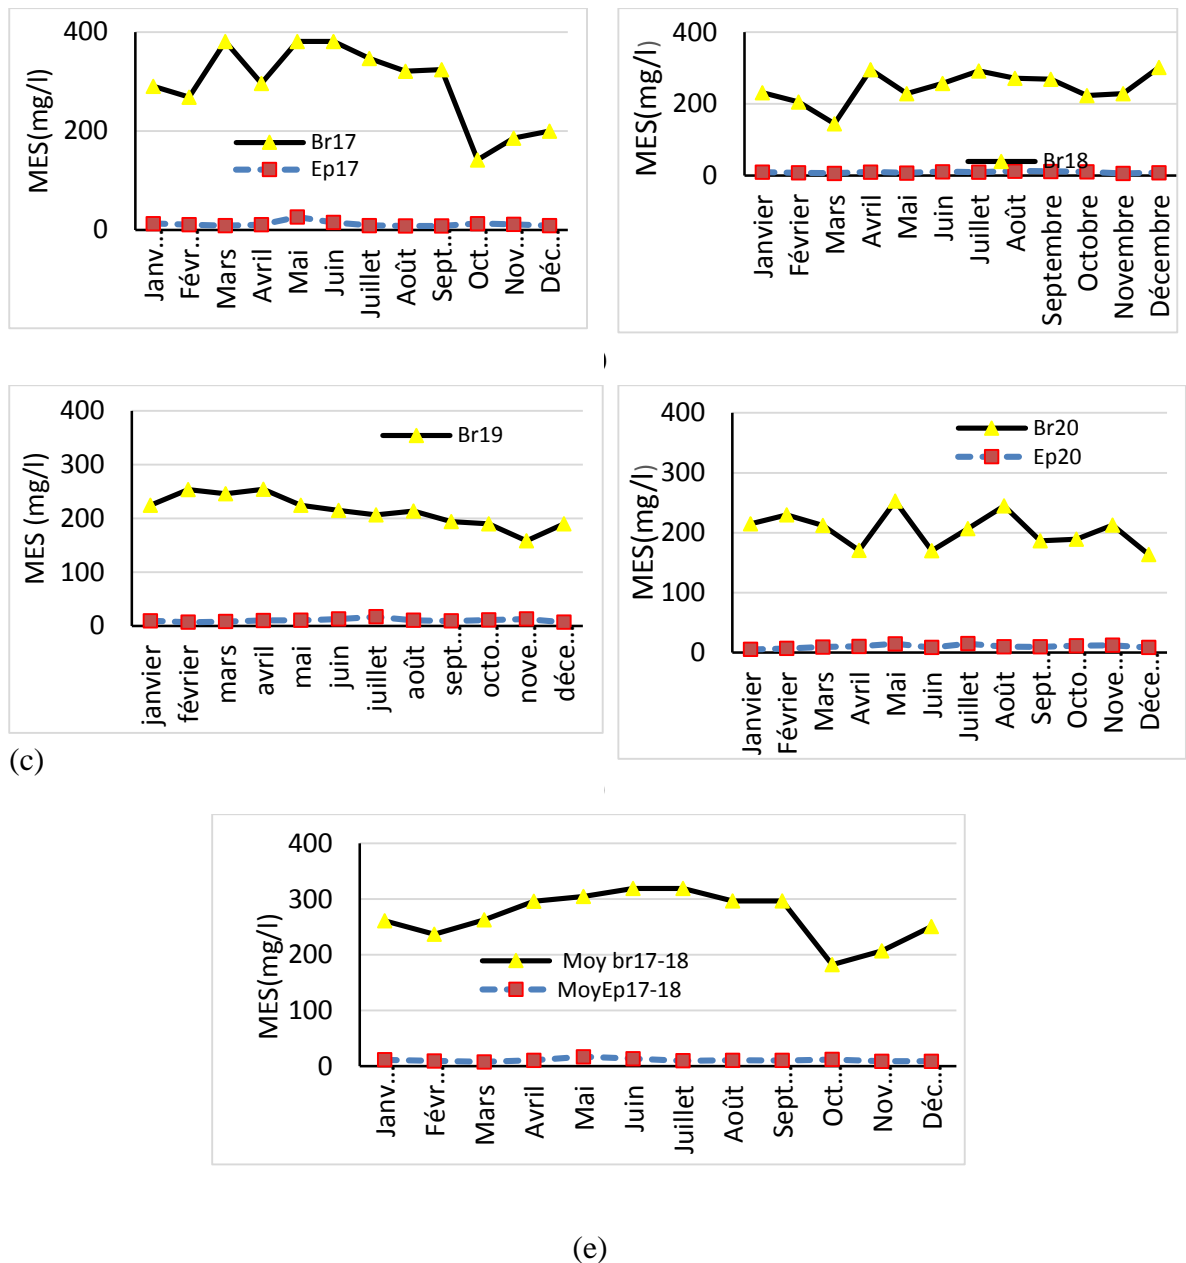 MES(mg/l)
400
200
0
Br17
Ep17
Janv...
Févr...
Mars
Avril
Mai
Juin
Juillet
Août
Sept...
Oct...
Nov...
Déc...
MES(mg/l)
400
200
0
Br18
Janvier
Février
Mars
Avril
Mai
Juin
Juillet
Août
Septembre
Octobre
Novembre
Décembre
)
MES (mg/l)
400
300
200
100
0
Br19
janvier
février
mars
avril
mai
juin
juillet
août
sept...
octo...
nove...
déce...
MES(mg/l)
400
300
200
100
0
Br20
Ep20
Janvier
Février
Mars
Avril
Mai
Juin
Juillet
Août
Sept...
Octo...
Nove...
Déce...
(c)
MES(mg/l)
400
300
200
100
0
Moy br17-18
MoyEp17-18
Janv...
Févr...
Mars
Avril
Mai
Juin
Juillet
Août
Sept...
Oct...
Nov...
Déc...
(e)